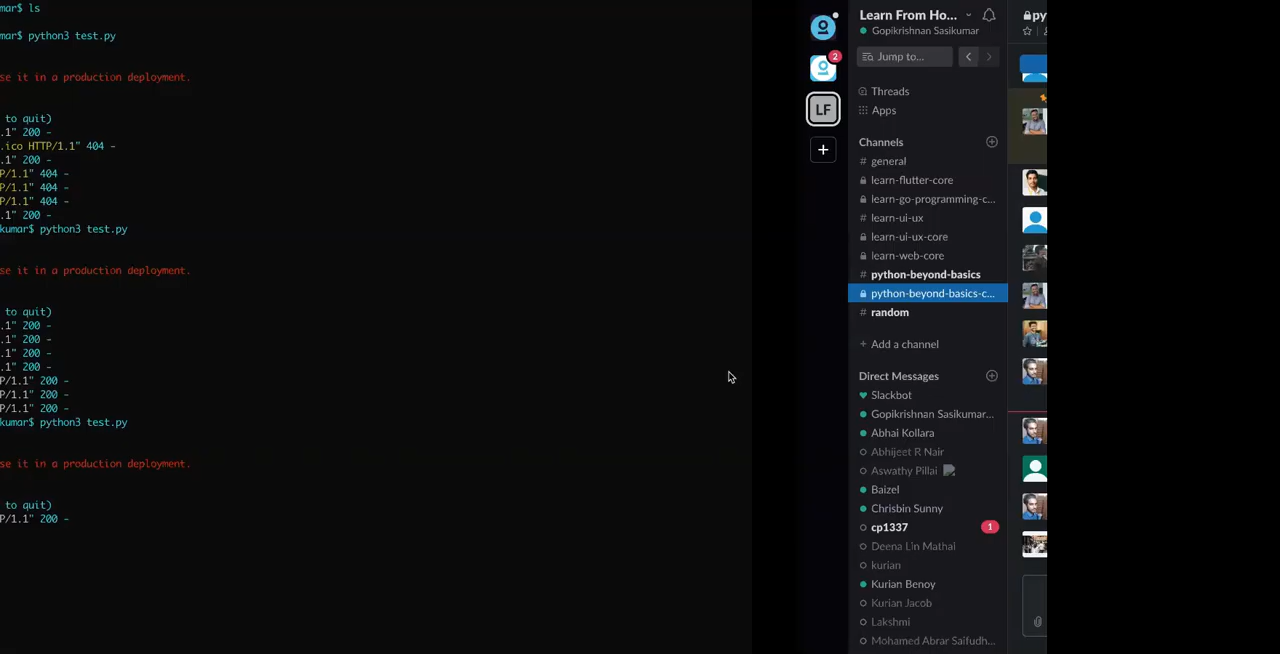 mar$ ls
mar$ python3 test.py
se it in a production deployment.
to quit)
.1" 200 -
.ico HTTP/1.1" 404 -
.1" 200 -
P/1.1" 404 -
P/1.1" 404 -
P/1.1" 404 -
.1" 200 -
kumar$ python3 test.py
se it in a production deployment.
to quit)
.1" 200 -
.1" 200 -
.1" 200 -
.1" 200 -
P/1.1" 200 -
P/1.1" 200 -
P/1.1" 200 -
kumar$ python3 test.py
se it in a production deployment.
to quit)
P/1.1" 200 -
2
LF
+
Learn From Ho...
Gopikrishnan Sasikumar
Jump to...
Threads
Apps
Channels
# general
learn-flutter-core
learn-go-programming-c...
# learn-ui-ux
learn-ui-ux-core
learn-web-core
# python-beyond-basics
python-beyond-basics-c...
# random
+ Add a channel
Direct Messages
Slackbot
Gopikrishnan Sasikumar...
Abhai Kollara
Abhijeet R Nair
Aswathy Pillai
Baizel
Chrisbin Sunny
cp1337 1
Deena Lin Mathai
kurian
Kurian Benoy
Kurian Jacob
Lakshmi
Mohamed Abrar Saifudh...
py